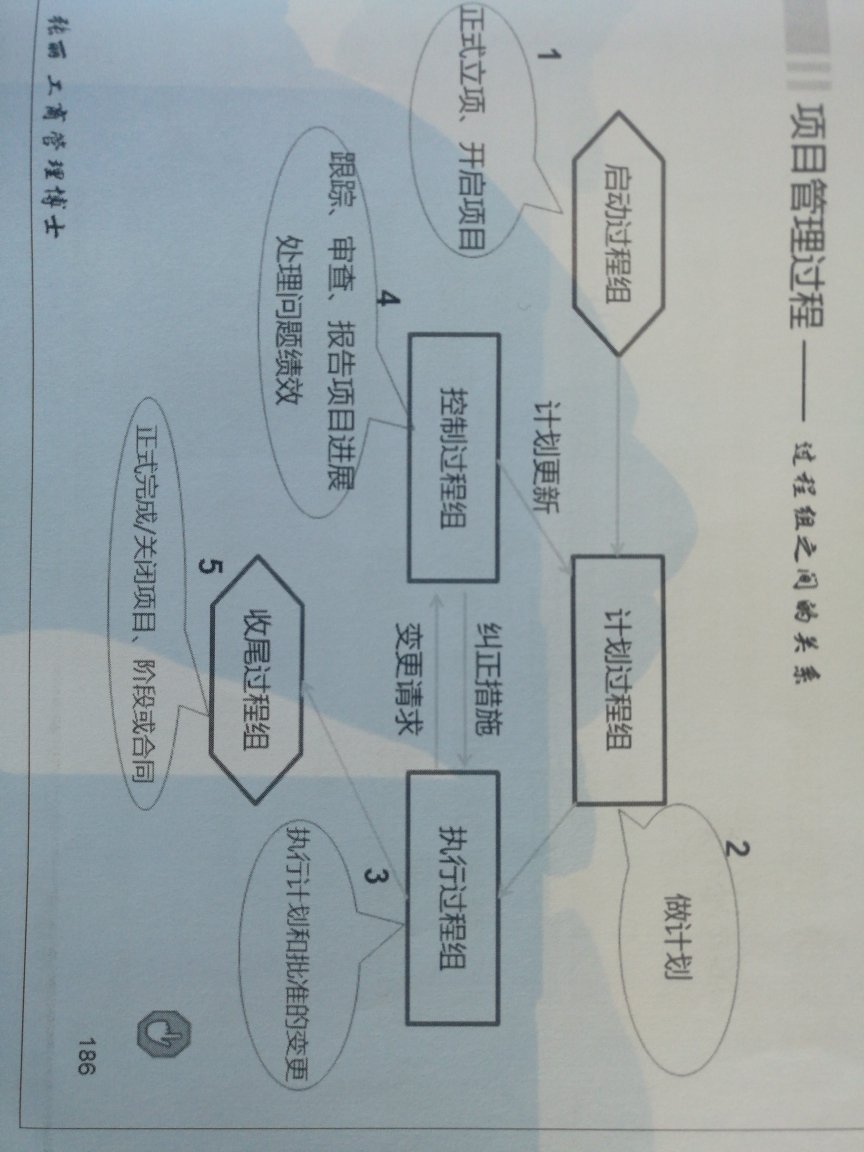 项目管理过程 —— 过程组之间的关系
1
正式立项、开启项目
启动过程组
2
做计划
计划过程组
计划更新
4
跟踪、审查、报告项目进展
处理问题绩效
控制过程组
纠正措施
变更请求
执行过程组
3
执行计划和批准的变更
收尾过程组
5
正式完成/关闭项目、阶段或合同
张丽 工商管理博士
186